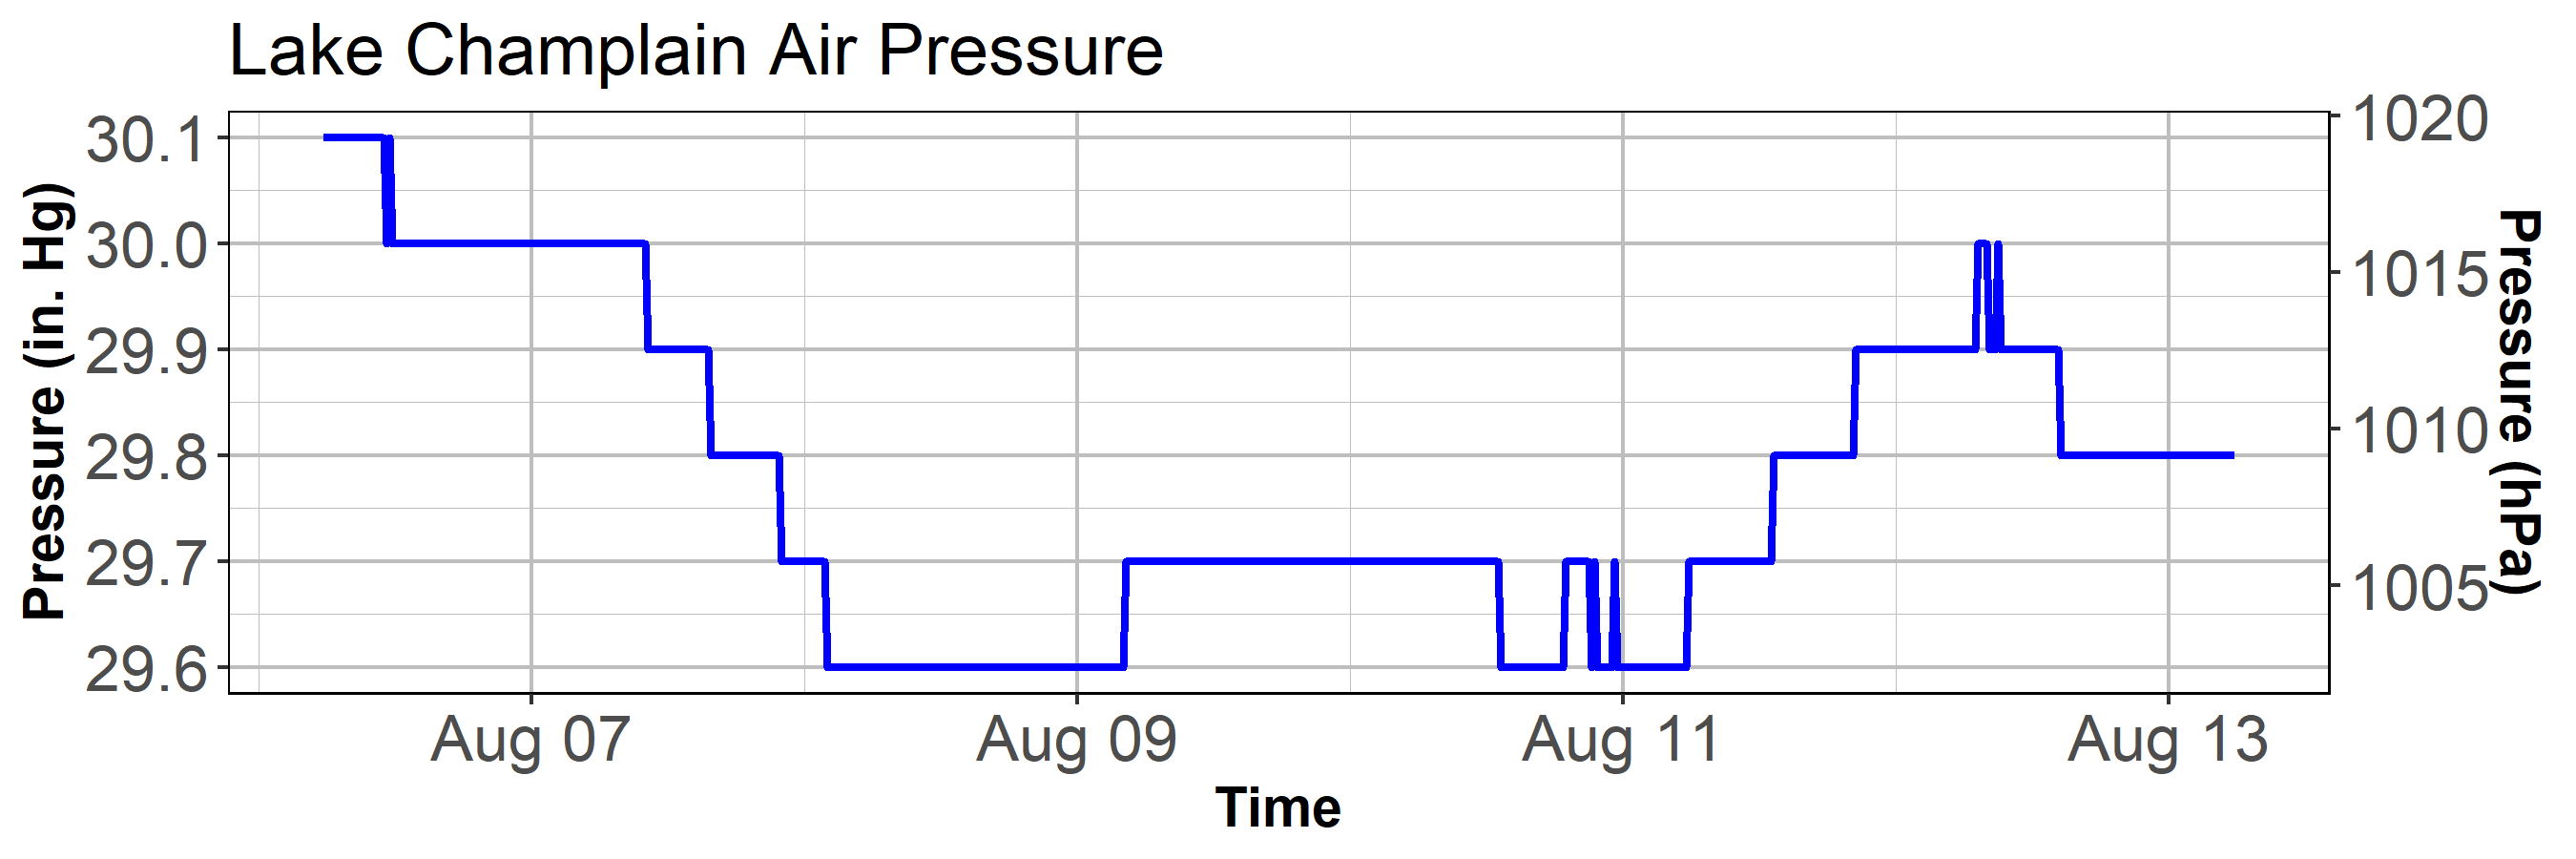 Lake Champlain Air Pressure
Pressure (in. Hg)
30.1
30.0
29.9
29.8
29.7
29.6
1020
1015
1010
1005
Pressure (hPa)
Aug 07 Aug 09 Aug 11 Aug 13
Time